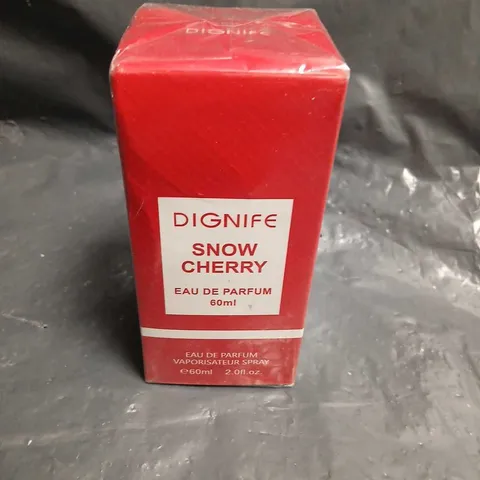 DIGNIFE
DIGNIFE
SNOW
CHERRY
EAU DE PARFUM
60ml
EAU DE PARFUM
VAPORISATEUR SPRAY
℮60ml 2.0fl.oz.